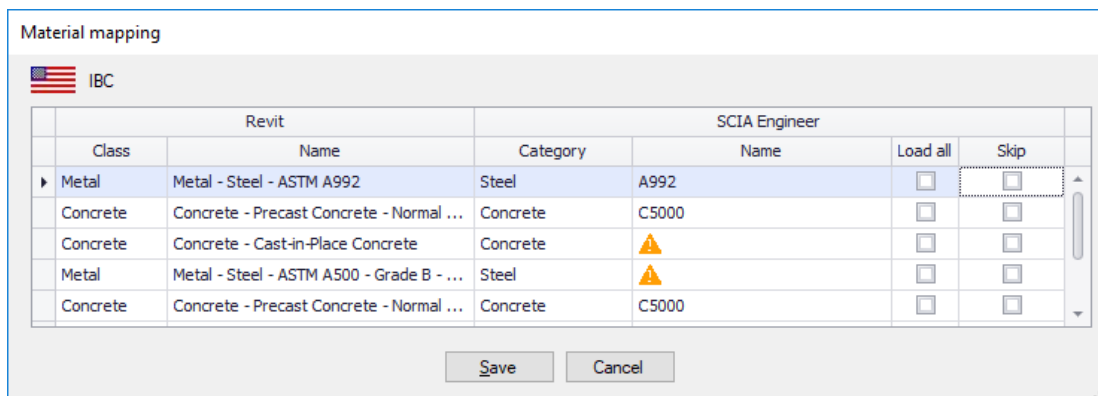 Material mapping
IBC
Revit SCIA Engineer
Class Name Category Name Load all Skip
Metal Metal - Steel - ASTM A992 Steel A992
Concrete Concrete - Precast Concrete - Normal ... Concrete C5000
Concrete Concrete - Cast-in-Place Concrete Concrete
Metal Metal - Steel - ASTM A500 - Grade B - ... Steel
Concrete Concrete - Precast Concrete - Normal ... Concrete C5000
Save Cancel